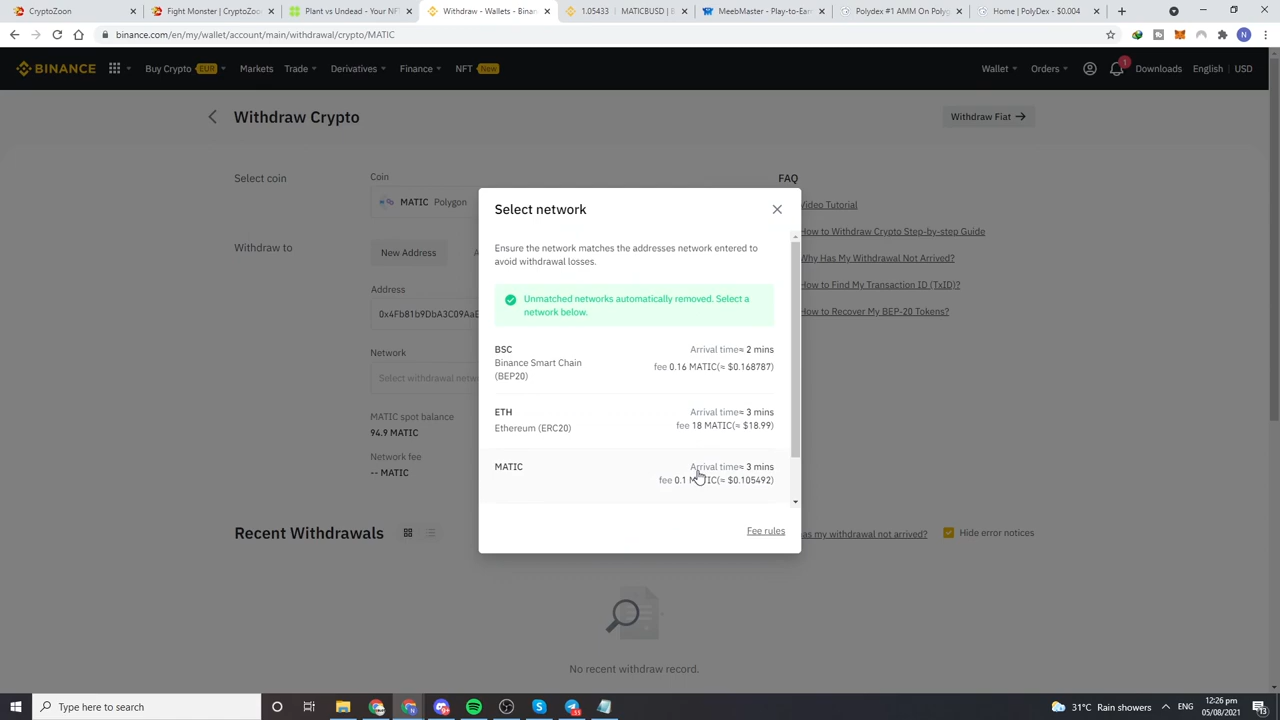 CryptoZoon
Fight Monster | CryptoZoo
Plant vs Undead - Your NFT
Withdraw - Wallets - Binanc
1.05433 | MATICBUSD | B
MeebMaster - Play-to-Earn
Polydex #1 AMM On Polyg
Home | PolyDex - $0.004
binance.com/en/my/wallet/account/main/withdrawal/crypto/MATIC
N
BINANCE
Buy Crypto EUR
Markets
Trade
Derivatives
Finance
NFT New
Wallet
Orders
1
Downloads
English
USD
Withdraw Crypto
Withdraw Fiat →
Select coin
Coin
MATIC Polygon
Withdraw to
New Address
A
Address
0x4Fb81b9DbA3C09AaE
Network
Select withdrawal netw
MATIC spot balance
94.9 MATIC
Network fee
-- MATIC
FAQ
Video Tutorial
How to Withdraw Crypto Step-by-step Guide
Why Has My Withdrawal Not Arrived?
How to Find My Transaction ID (TxID)?
How to Recover My BEP-20 Tokens?
Select network
Ensure the network matches the addresses network entered to
avoid withdrawal losses.
Unmatched networks automatically removed. Select a
network below.
BSC
Binance Smart Chain
(BEP20)
Arrival time≈ 2 mins
fee 0.16 MATIC(≈ $0.168787)
ETH
Ethereum (ERC20)
Arrival time≈ 3 mins
fee 18 MATIC(≈ $18.99)
MATIC
Arrival time≈ 3 mins
fee 0.1 MATIC(≈ $0.105492)
Fee rules
Recent Withdrawals
as my withdrawal not arrived?
Hide error notices
No recent withdraw record.
Type here to search
31°C Rain showers
ENG
12:26 pm
05/08/2021